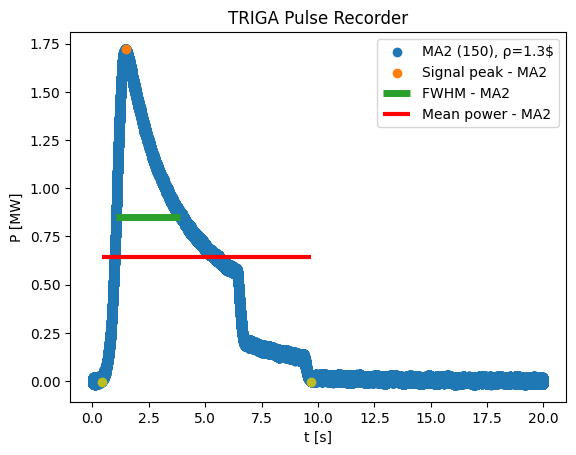 TRIGA Pulse Recorder
MA2 (150), ρ=1.3$
Signal peak - MA2
FWHM - MA2
Mean power - MA2
P [MW]
1.75
1.50
1.25
1.00
0.75
0.50
0.25
0.00
0.0 2.5 5.0 7.5 10.0 12.5 15.0 17.5 20.0
t [s]